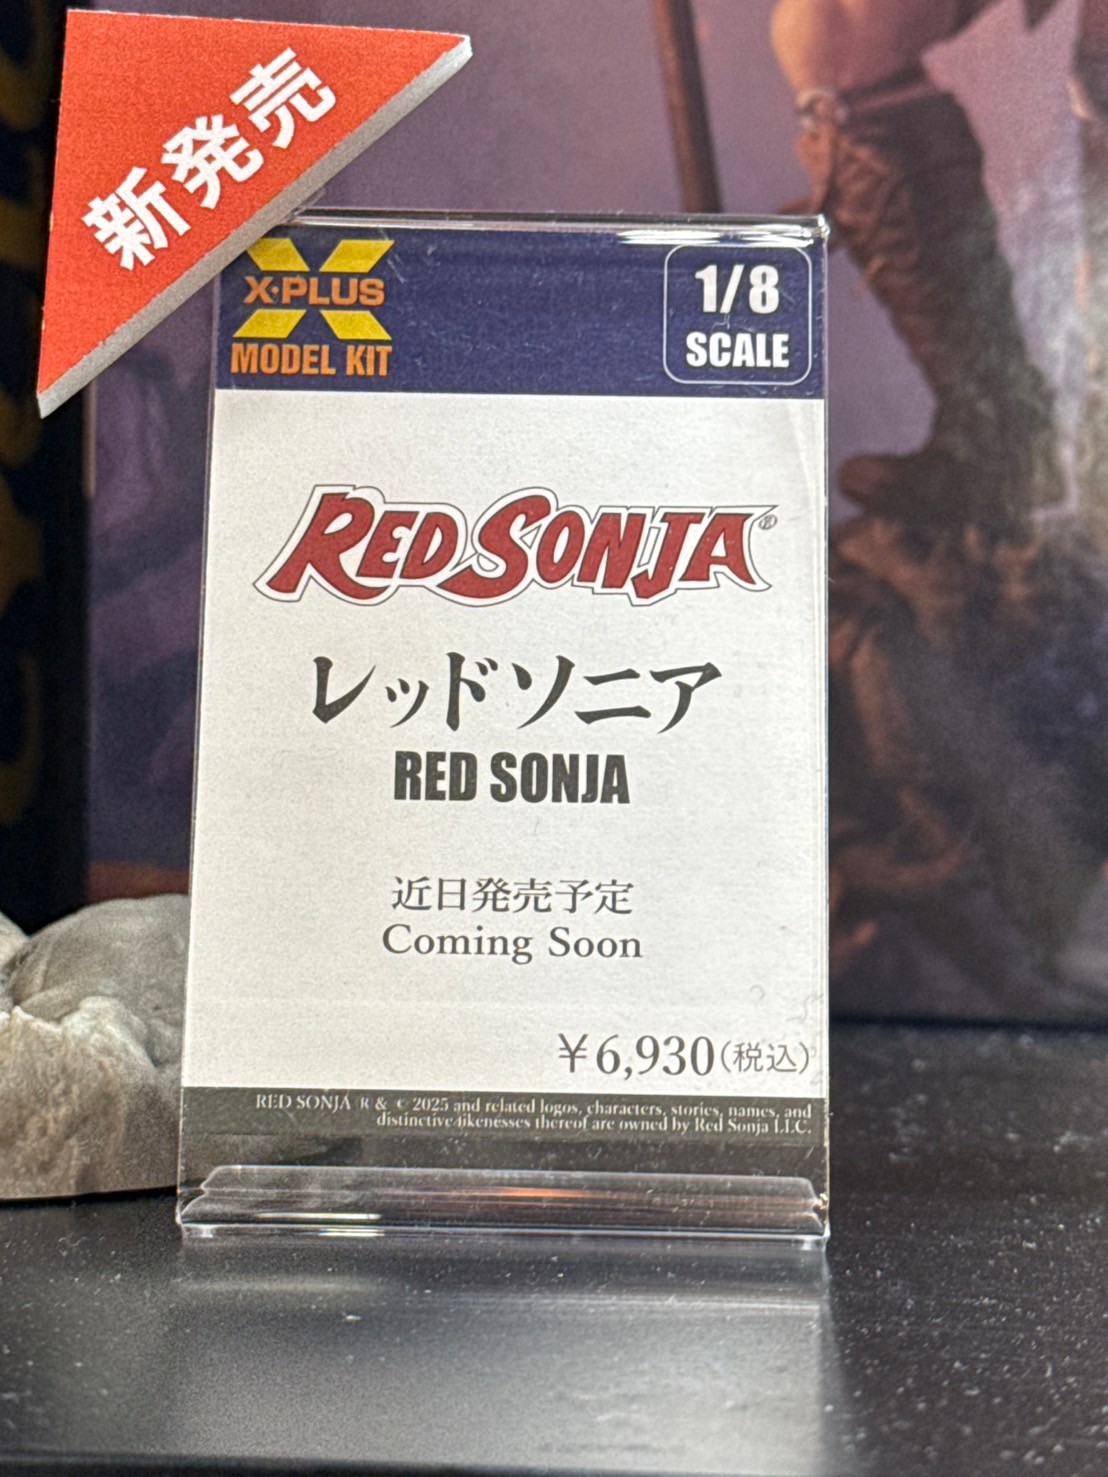 新発売
X·PLUS
MODEL KIT
1/8
SCALE
RED SONJA®
レッドソニア
RED SONJA
近日発売予定
Coming Soon
¥6,930(税込)
RED SONJA ® & © 2025 and related logos, characters, stories, names, and
distinctive likenesses thereof are owned by Red Sonja LLC.